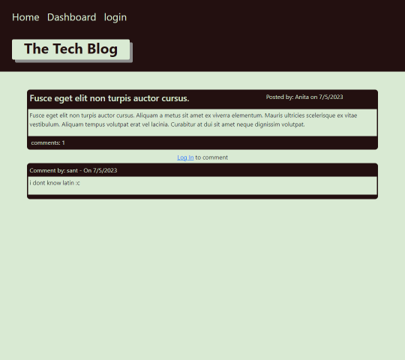 Home Dashboard login
The Tech Blog
Fusce eget elit non turpis auctor cursus.
Posted by: Anita on 7/5/2023
Fusce eget elit non turpis auctor cursus. Aliquam a metus sit amet ex viverra elementum. Mauris ultricies scelerisque ex vitae
vestibulum. Aliquam tempus volutpat erat vel lacinia. Curabitur at dui sit amet neque dignissim volutpat.
comments: 1
Log In to comment
Comment by: sant - On 7/5/2023
i dont know latin :c